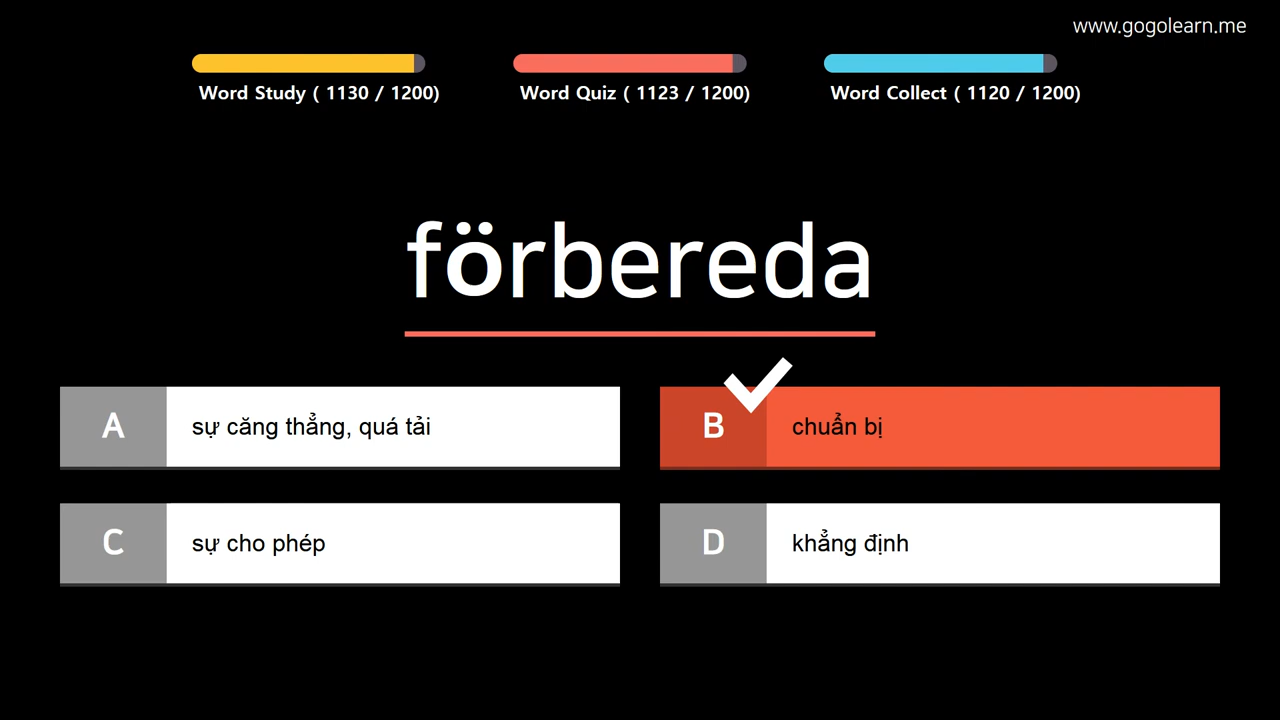 www.gogolearn.me
Word Study ( 1130 / 1200)
Word Quiz ( 1123 / 1200)
Word Collect ( 1120 / 1200)
förbereda
A
sự căng thẳng, quá tải
B
chuẩn bị
C
sự cho phép
D
khẳng định